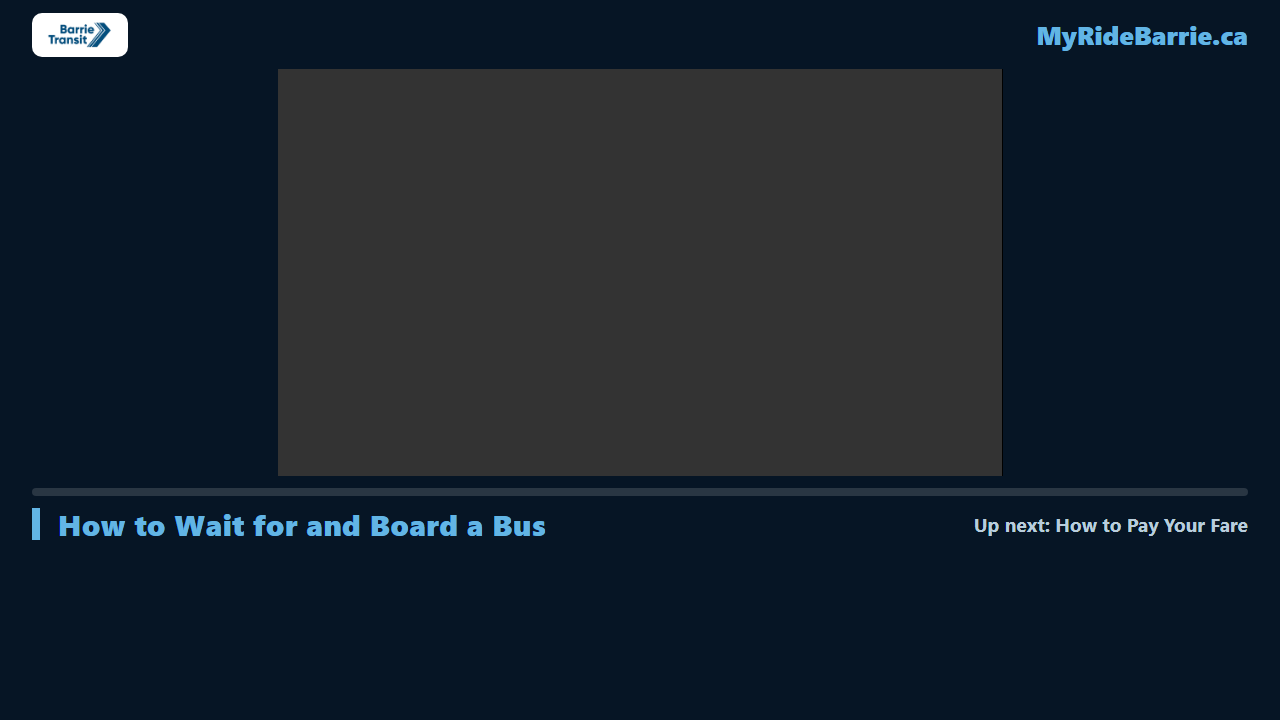 Barrie
Transit
MyRideBarrie.ca
How to Wait for and Board a Bus
Up next: How to Pay Your Fare